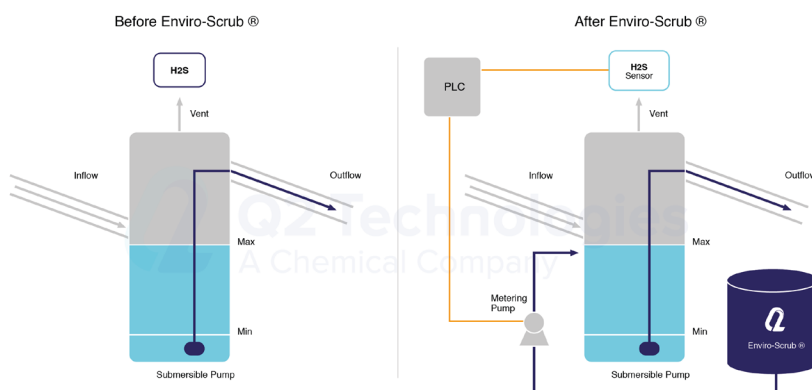 Before Enviro-Scrub ®
H2S
Vent
Inflow
Outflow
Max
Min
Submersible Pump
After Enviro-Scrub ®
PLC
H2S
Sensor
Vent
Inflow
Outflow
Max
Metering
Pump
Min
Submersible Pump
Enviro-Scrub ®
Q2 Technologies
A Chemical Company